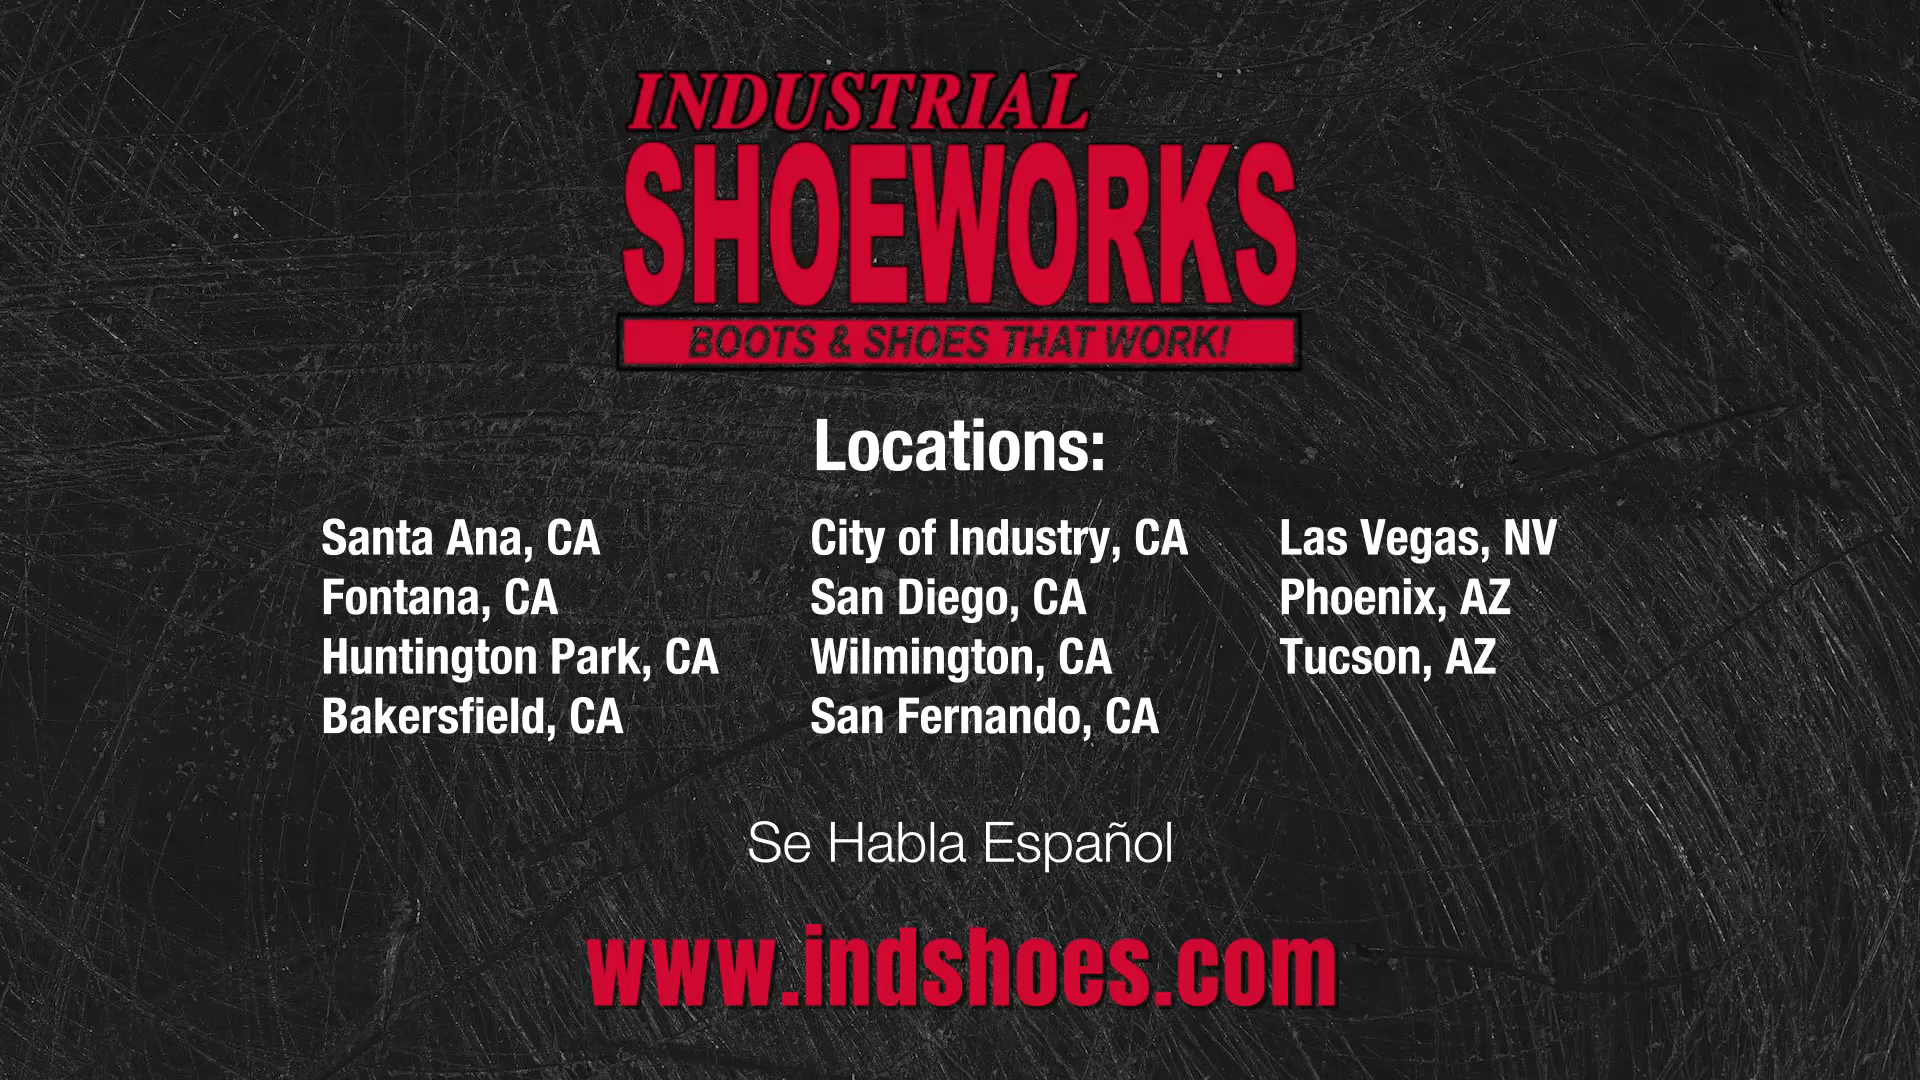 INDUSTRIAL
SHOEWORKS
BOOTS & SHOES THAT WORK!
Locations:
Santa Ana, CA
Fontana, CA
Huntington Park, CA
Bakersfield, CA
City of Industry, CA
San Diego, CA
Wilmington, CA
San Fernando, CA
Las Vegas, NV
Phoenix, AZ
Tucson, AZ
Se Habla Español
www.indshoes.com